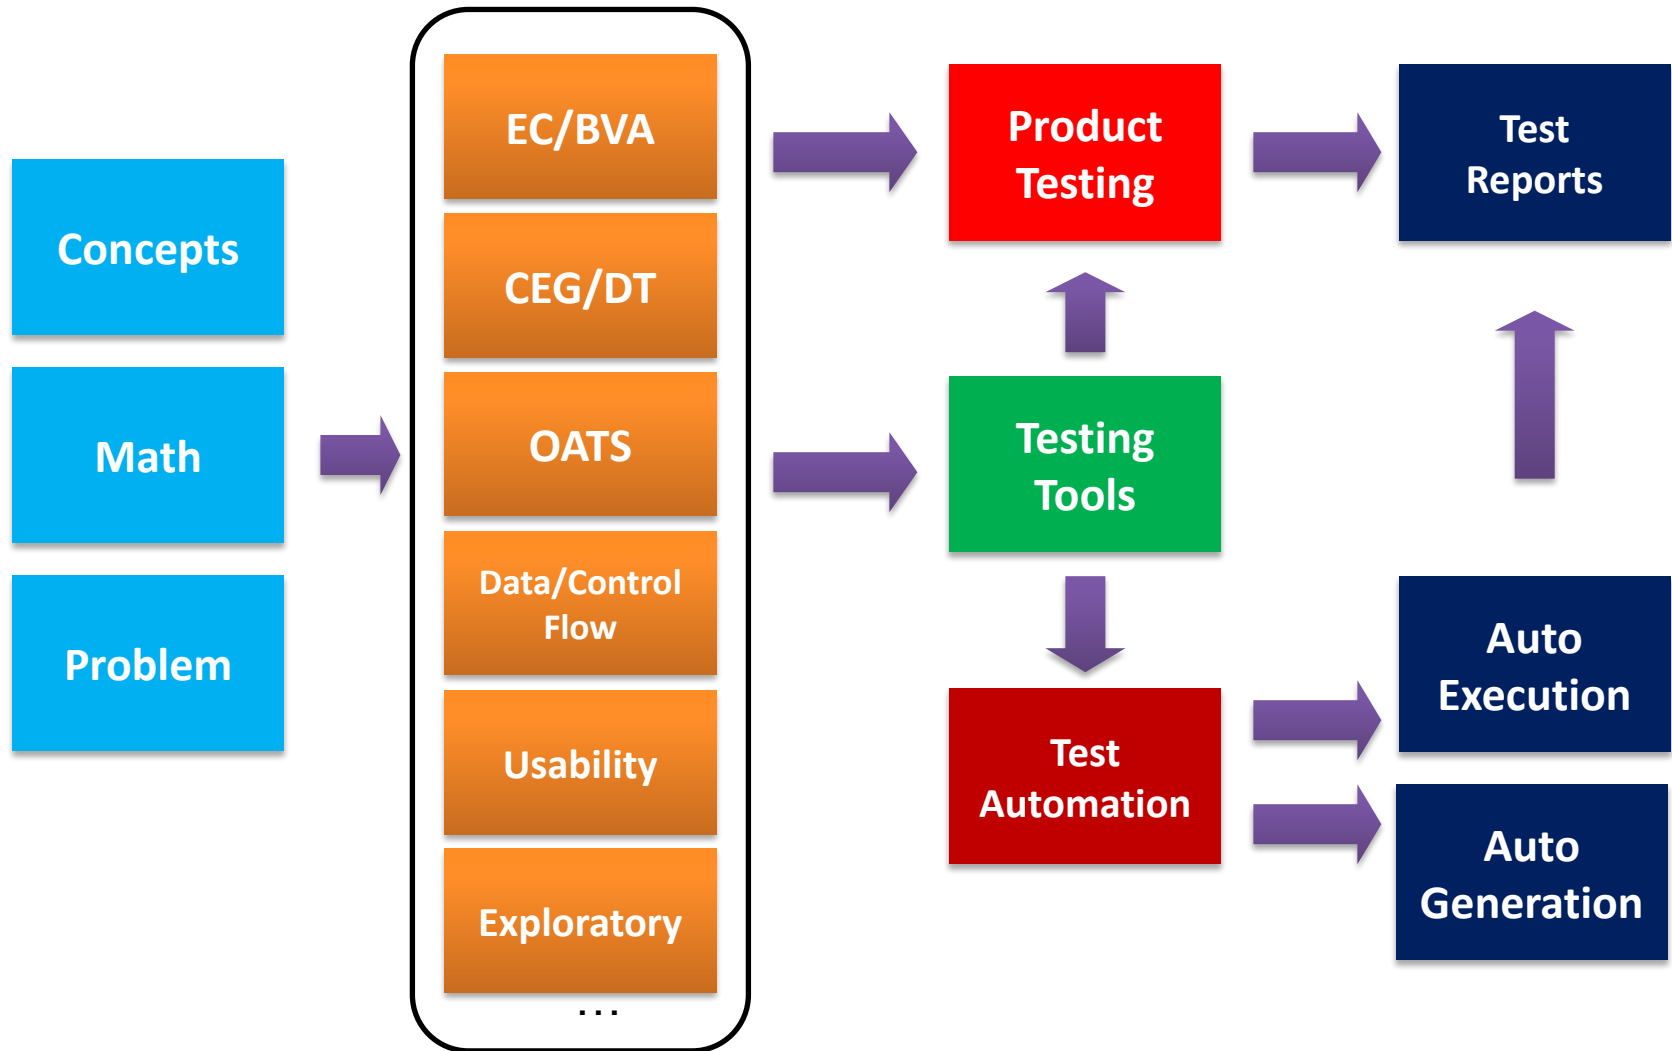 Concepts
Math
Problem
EC/BVA
CEG/DT
OATS
Data/Control
Flow
Usability
Exploratory
...
Product
Testing
Testing
Tools
Test
Automation
Test
Reports
Auto
Execution
Auto
Generation